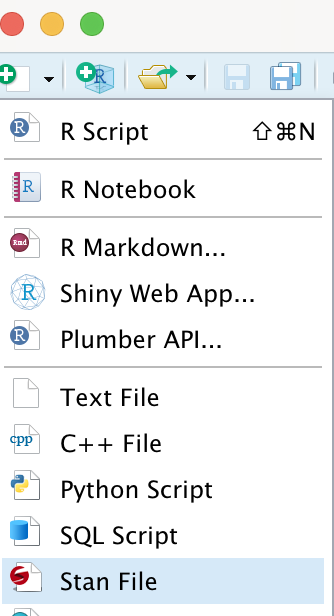 R Script ⇧⌘N
R Notebook
R Markdown...
Shiny Web App...
Plumber API...
Text File
C++ File
Python Script
SQL Script
Stan File